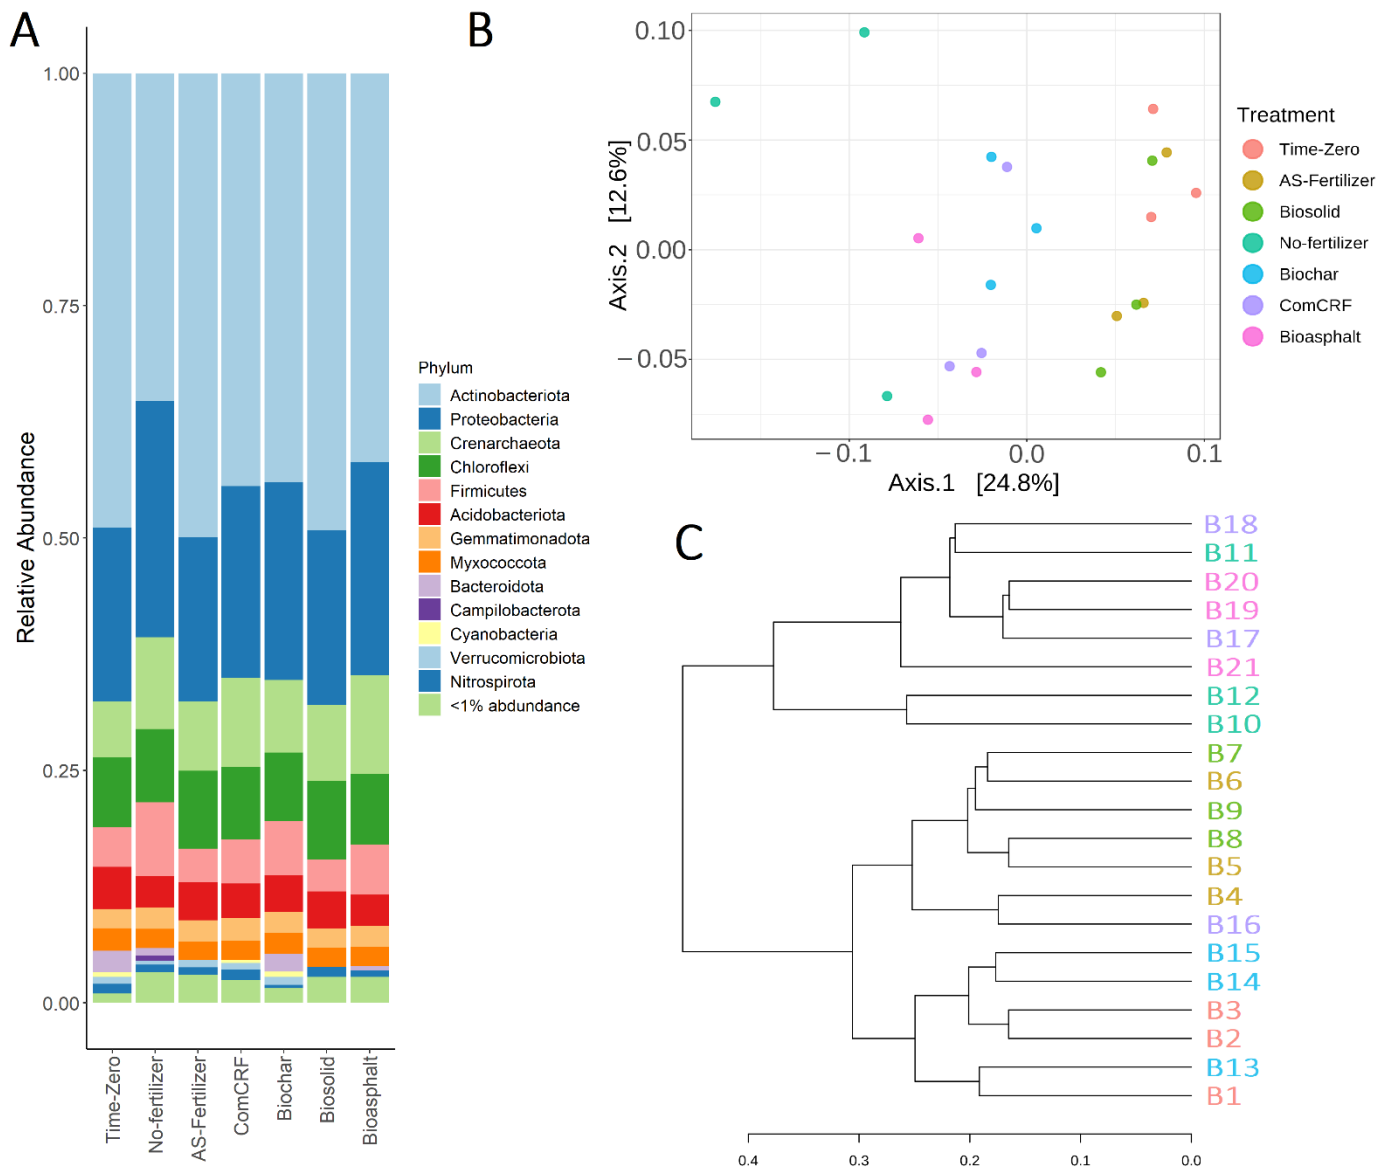 A
1.00
0.75
0.50
0.25
0.00
Relative Abundance
Time-Zero
No-fertilizer
AS-Fertilizer
ComCRF
Biochar
Biosolid
Bioasphalt
Phylum
Actinobacteriota
Proteobacteria
Crenarchaeota
Chloroflexi
Firmicutes
Acidobacteriota
Gemmatimonadota
Myxococcota
Bacteroidota
Campilobacterota
Cyanobacteria
Verrucomicrobiota
Nitrospirota
<1% abdundance
B
0.10
0.05
0.00
−0.05
Axis.2 [12.6%]
−0.1
0.0
0.1
Axis.1 [24.8%]
Treatment
Time-Zero
AS-Fertilizer
Biosolid
No-fertilizer
Biochar
ComCRF
Bioasphalt
C
B18
B11
B20
B19
B17
B21
B12
B10
B7
B6
B9
B8
B5
B4
B16
B15
B14
B3
B2
B13
B1
0.4
0.3
0.2
0.1
0.0